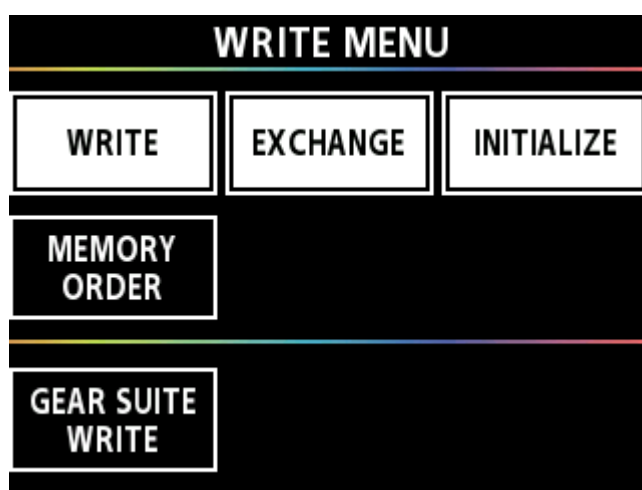 WRITE MENU
WRITE
EXCHANGE
INITIALIZE
MEMORY
ORDER
GEAR SUITE
WRITE